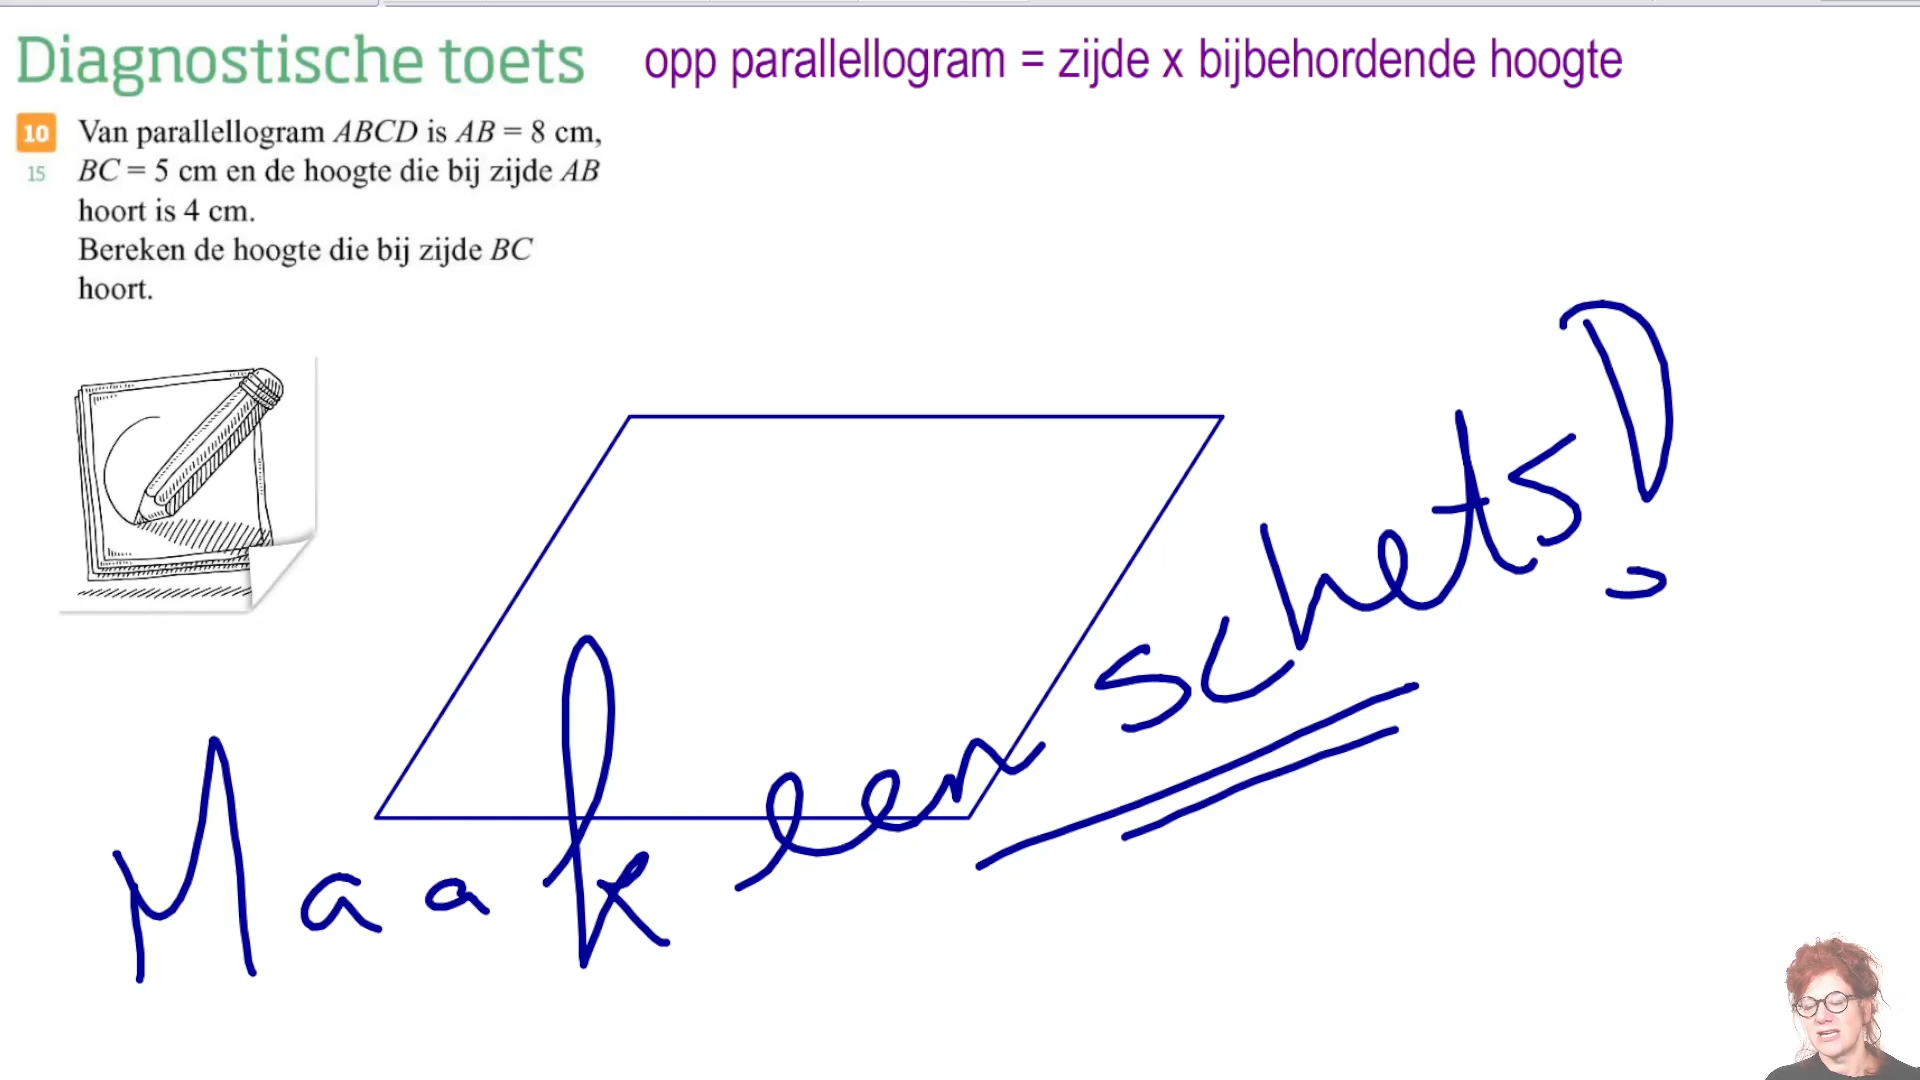 Diagnostische toets
opp parallellogram = zijde x bijbehordende hoogte
10
Van parallellogram ABCD is AB = 8 cm,
15
BC = 5 cm en de hoogte die bij zijde AB
hoort is 4 cm.
Bereken de hoogte die bij zijde BC
hoort.
Maak een schets!